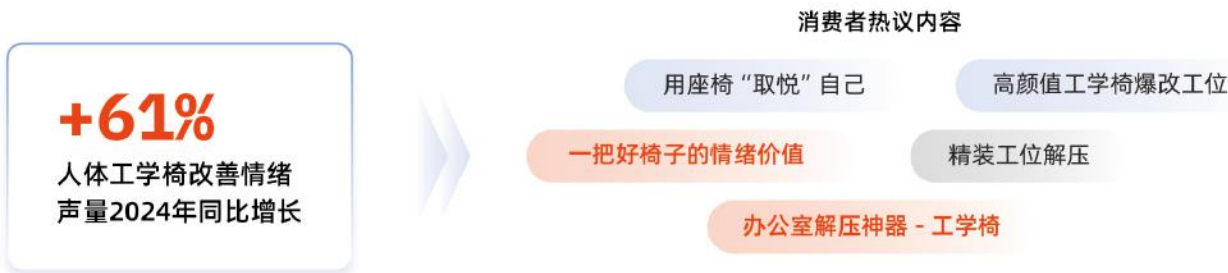 消费者热议内容
用座椅“取悦”自己
高颜值工学椅爆改工位
+61%
人体工学椅改善情绪
声量2024年同比增长
一把好椅子的情绪价值
精装工位解压
办公室解压神器 - 工学椅